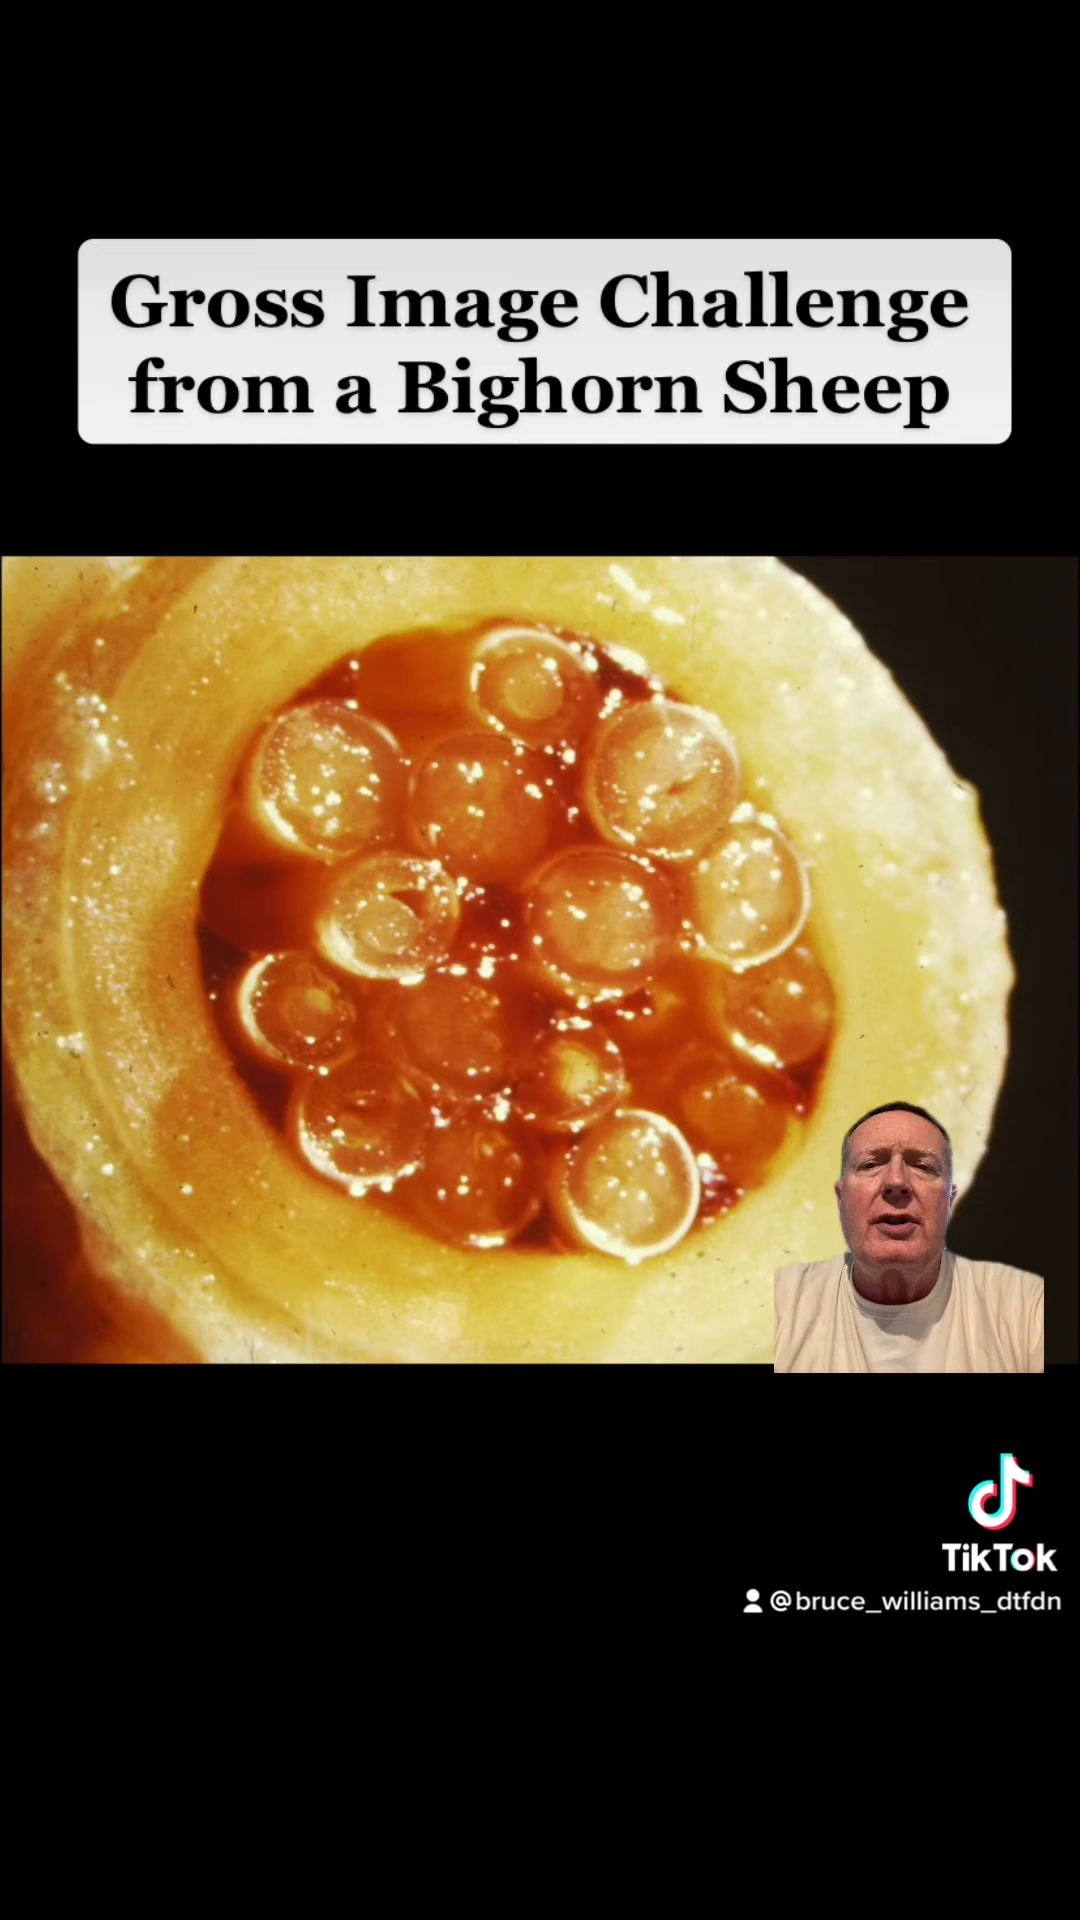 Gross Image Challenge
from a Bighorn Sheep
TikTok
@bruce_williams_dtfdn